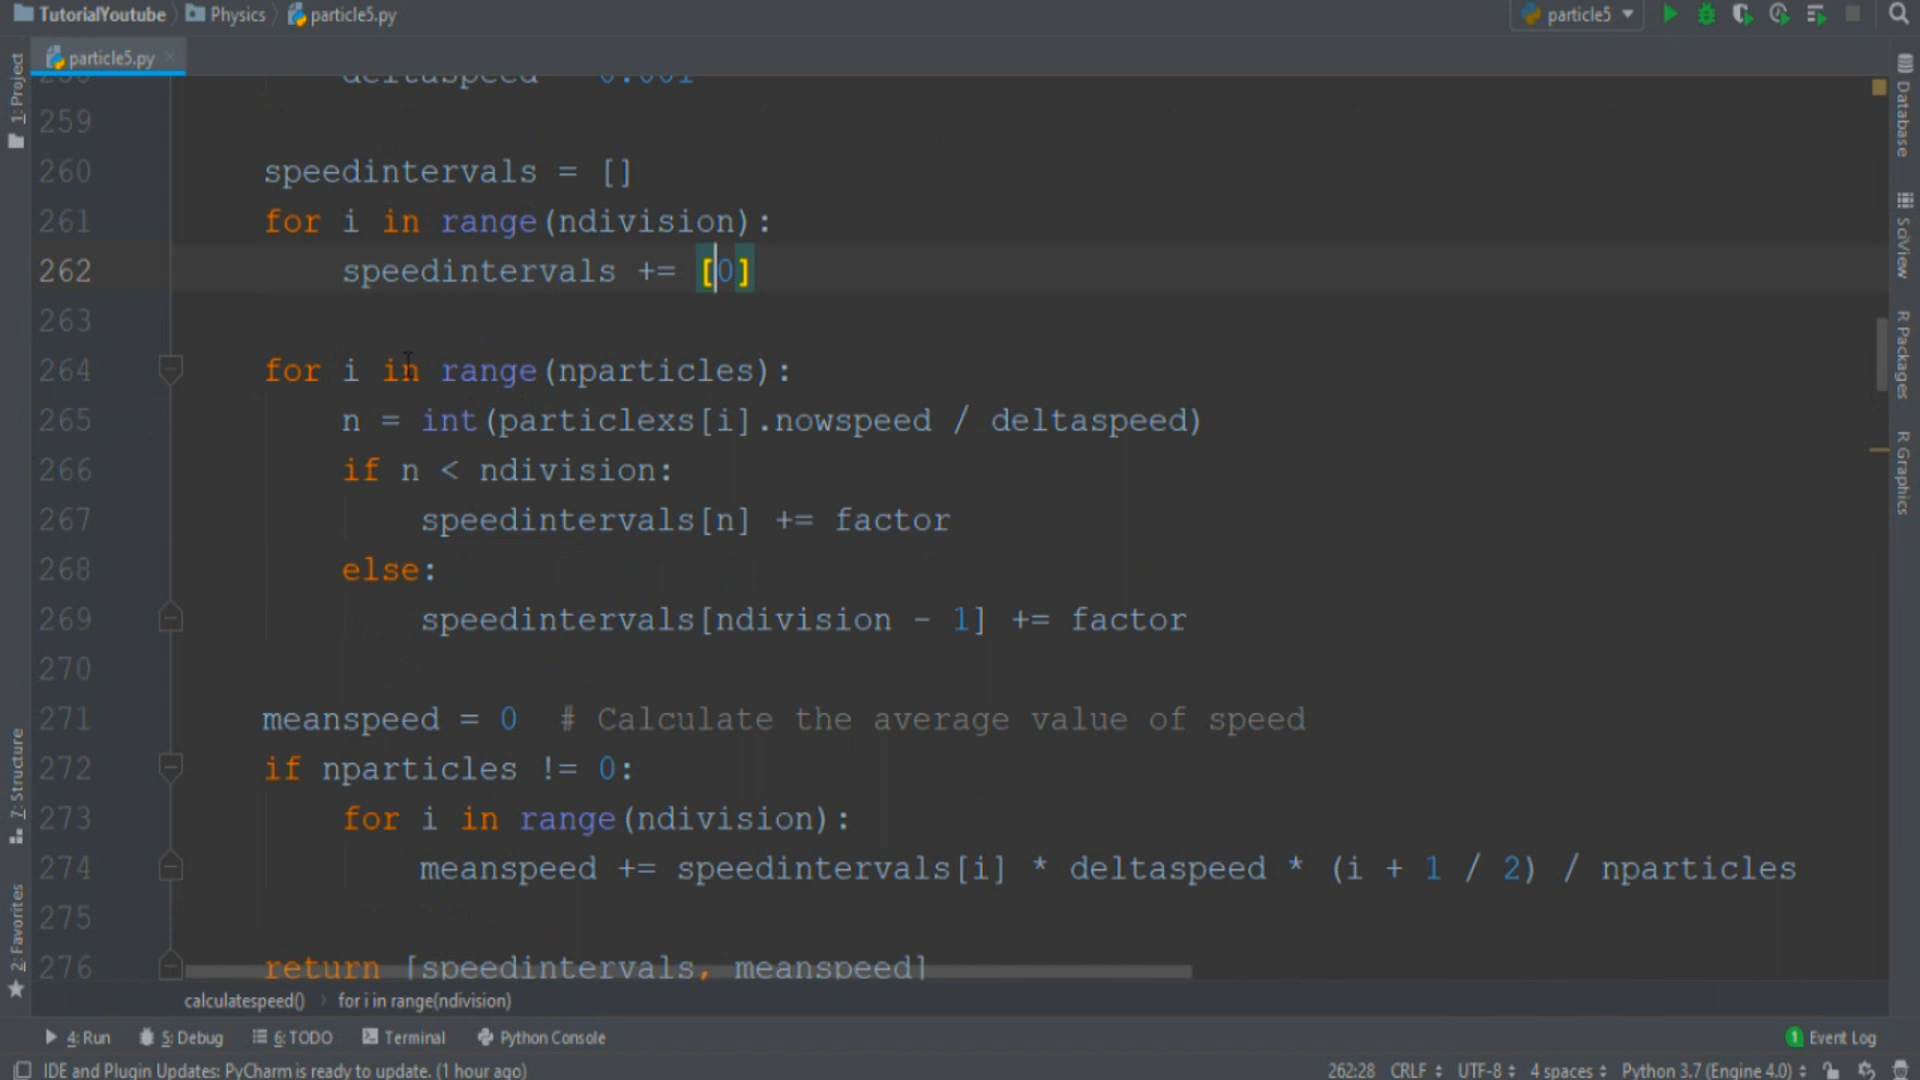 TutorialYoutube Physics particle5.py particle5
particle5.py
1: Project
Database
SciView
R Packages
R Graphics
7: Structure
2: Favorites
deltaspeed 0.001
259
260 speedintervals = []
261 for i in range(ndivision):
262 speedintervals += [0]
263
264 for i in range(nparticles):
265 n = int(particlexs[i].nowspeed / deltaspeed)
266 if n < ndivision:
267 speedintervals[n] += factor
268 else:
269 speedintervals[ndivision - 1] += factor
270
271 meanspeed = 0 # Calculate the average value of speed
272 if nparticles != 0:
273 for i in range(ndivision):
274 meanspeed += speedintervals[i] * deltaspeed * (i + 1 / 2) / nparticles
275
276 return [speedintervals, meanspeed]
calculatespeed() for i in range(ndivision)
4: Run 5: Debug 6: TODO Terminal Python Console 1 Event Log
IDE and Plugin Updates: PyCharm is ready to update. (1 hour ago) 262:28 CRLF UTF-8 4 spaces Python 3.7 (Engine 4.0)